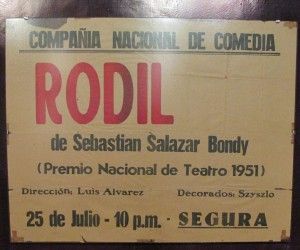 COMPAÑIA NACIONAL DE COMEDIA
RODIL
de Sebastian Salazar Bondy
(Premio Nacional de Teatro 1951)
Dirección: Luis Alvarez Decorados: Szyszlo
25 de Julio - 10 p.m. - SEGURA